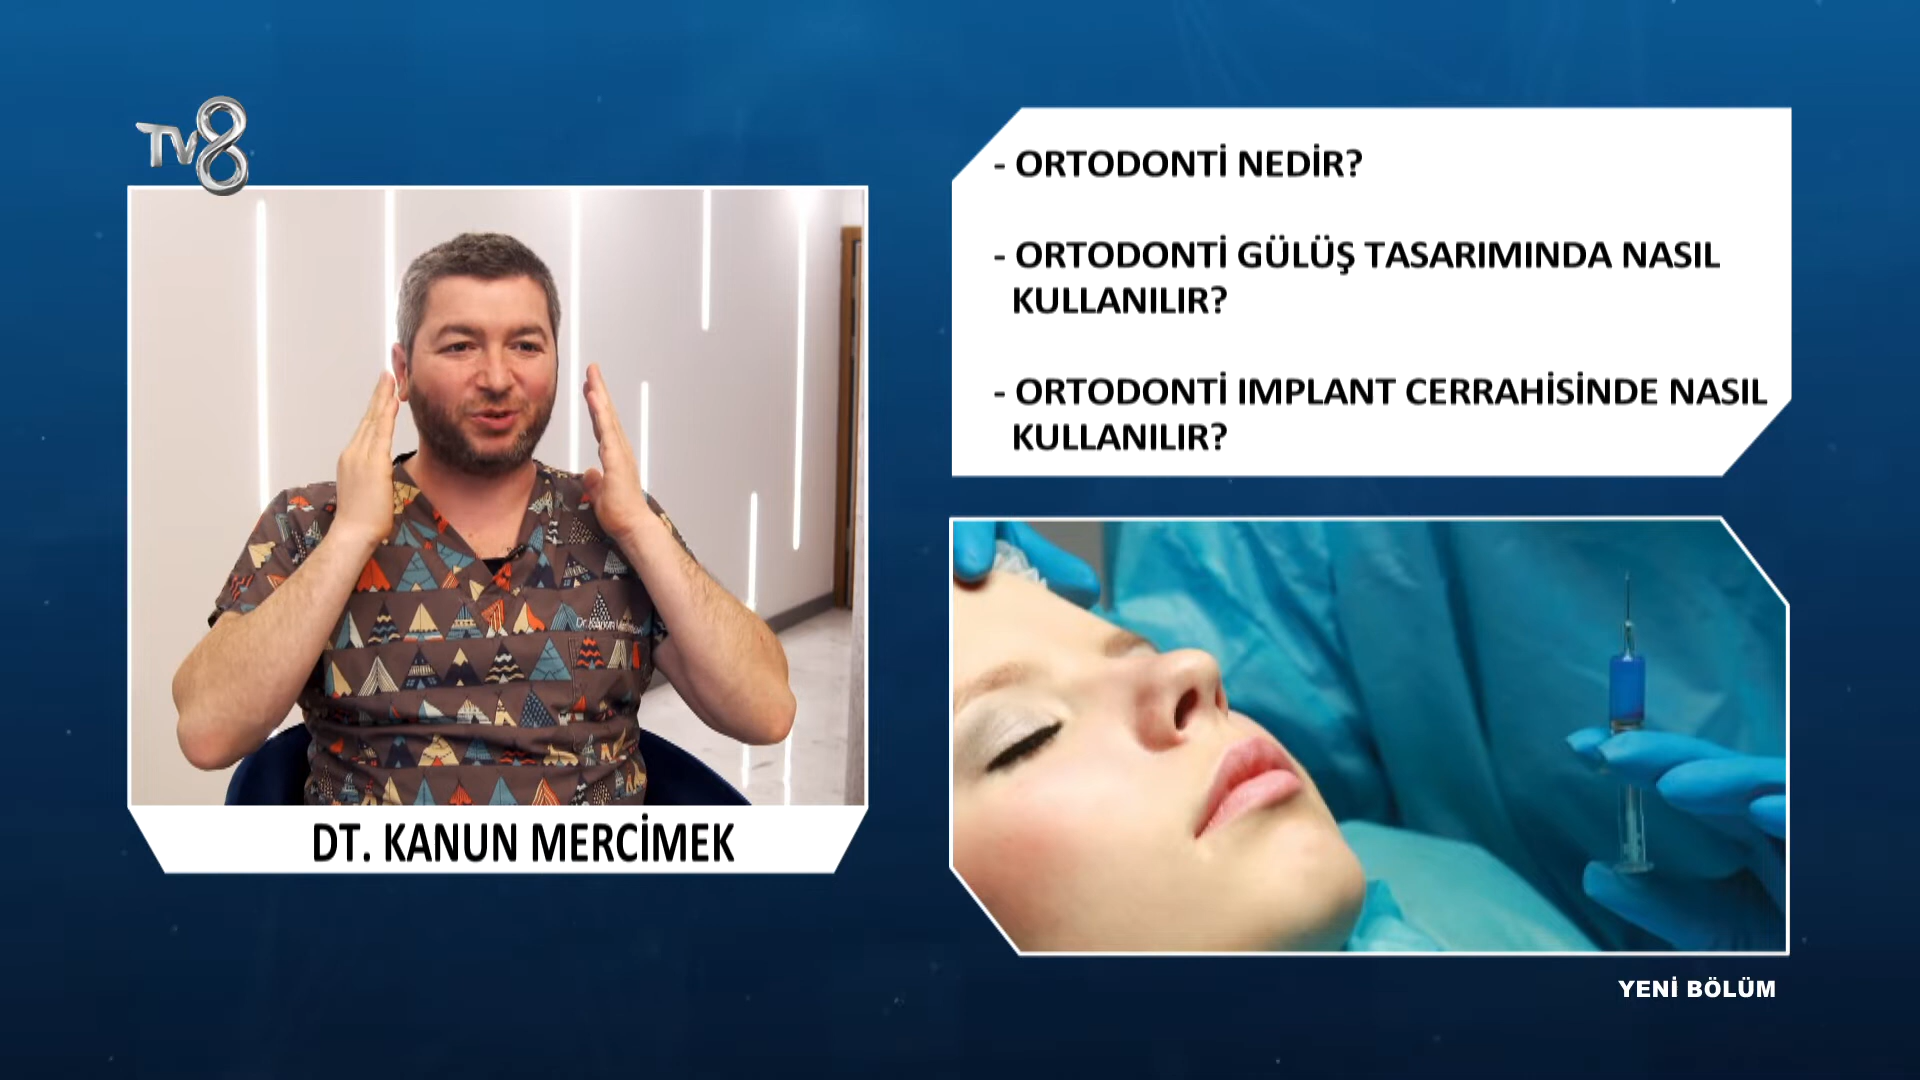 TV8
- ORTODONTİ NEDİR?
- ORTODONTİ GÜLÜŞ TASARIMINDA NASIL
KULLANILIR?
- ORTODONTİ IMPLANT CERRAHİSİNDE NASIL
KULLANILIR?
DT. KANUN MERCİMEK
YENİ BÖLÜM